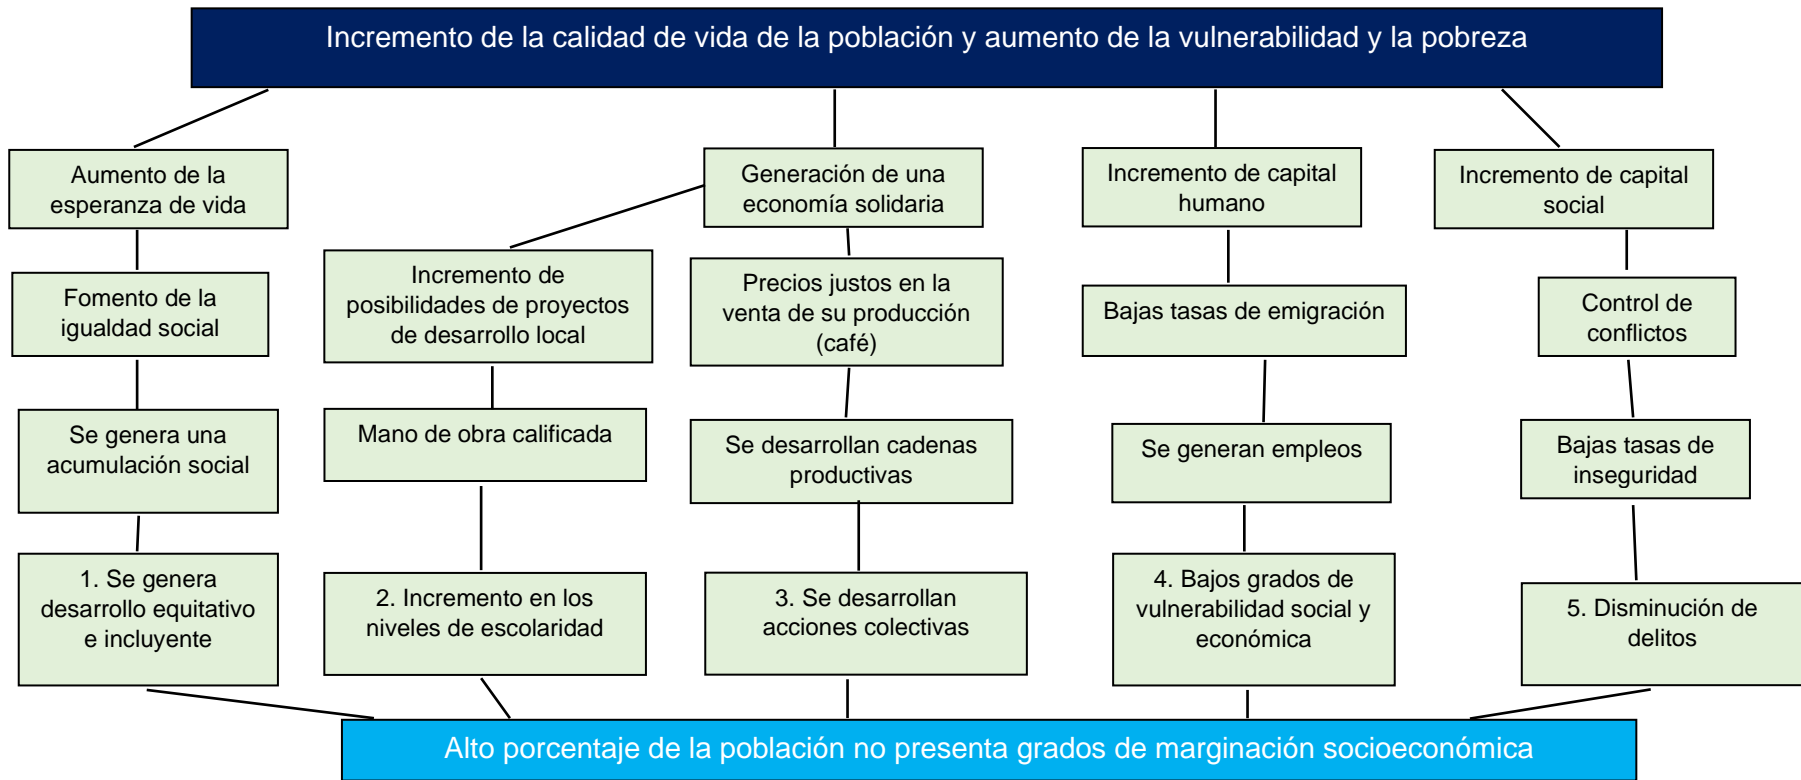 Incremento de la calidad de vida de la población y aumento de la vulnerabilidad y la pobreza
Aumento de la
esperanza de vida
Generación de una
economía solidaria
Incremento de capital
humano
Incremento de capital
social
Fomento de la
igualdad social
Incremento de
posibilidades de proyectos
de desarrollo local
Precios justos en la
venta de su producción
(café)
Bajas tasas de emigración
Control de
conflictos
Se genera una
acumulación social
Mano de obra calificada
Se desarrollan cadenas
productivas
Se generan empleos
Bajas tasas de
inseguridad
1. Se genera
desarrollo equitativo
e incluyente
2. Incremento en los
niveles de escolaridad
3. Se desarrollan
acciones colectivas
4. Bajos grados de
vulnerabilidad social y
económica
5. Disminución de
delitos
Alto porcentaje de la población no presenta grados de marginación socioeconómica